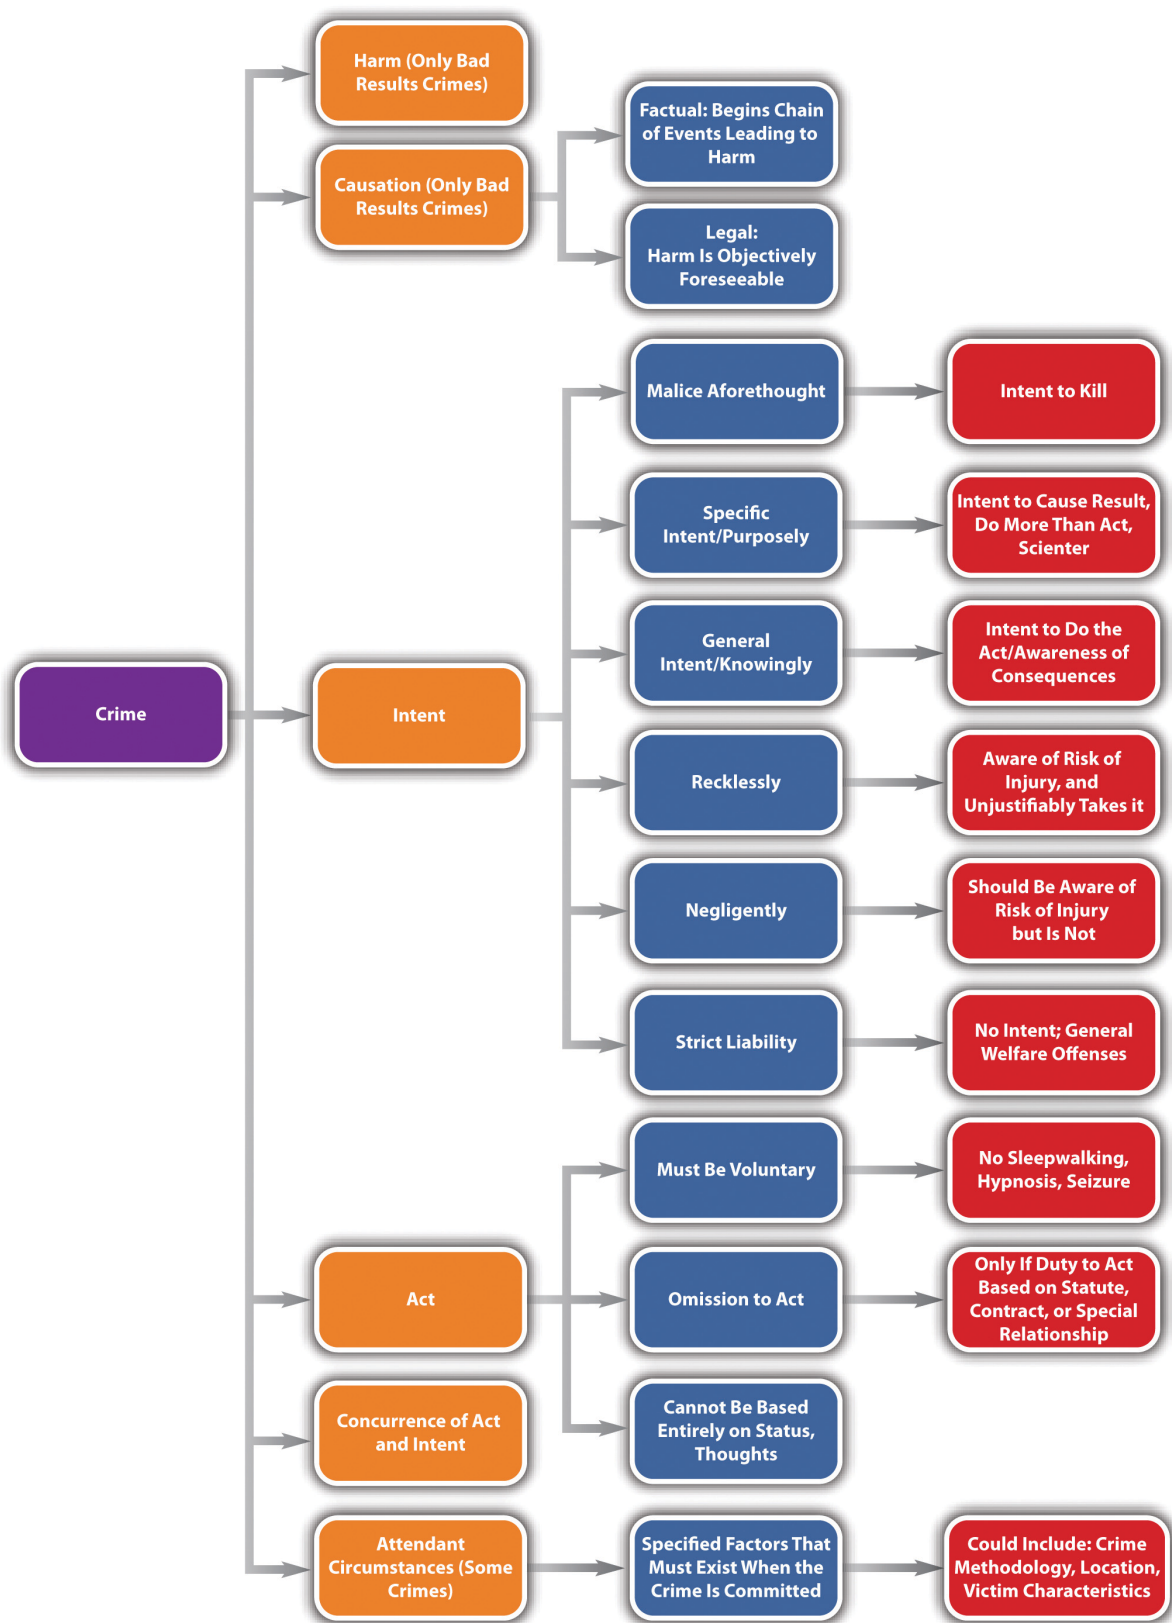 Harm (Only Bad
Results Crimes)
Causation (Only Bad
Results Crimes)
Factual: Begins Chain
of Events Leading to
Harm
Legal:
Harm Is Objectively
Foreseeable
Crime
Intent
Malice Aforethought
Intent to Kill
Specific
Intent/Purposely
Intent to Cause Result,
Do More Than Act,
Scienter
General
Intent/Knowingly
Intent to Do the
Act/Awareness of
Consequences
Recklessly
Aware of Risk of
Injury, and
Unjustifiably Takes it
Negligently
Should Be Aware of
Risk of Injury
but Is Not
Strict Liability
No Intent; General
Welfare Offenses
Act
Must Be Voluntary
No Sleepwalking,
Hypnosis, Seizure
Omission to Act
Only If Duty to Act
Based on Statute,
Contract, or Special
Relationship
Cannot Be Based
Entirely on Status,
Thoughts
Concurrence of Act
and Intent
Attendant
Circumstances (Some
Crimes)
Specified Factors That
Must Exist When the
Crime Is Committed
Could Include: Crime
Methodology, Location,
Victim Characteristics